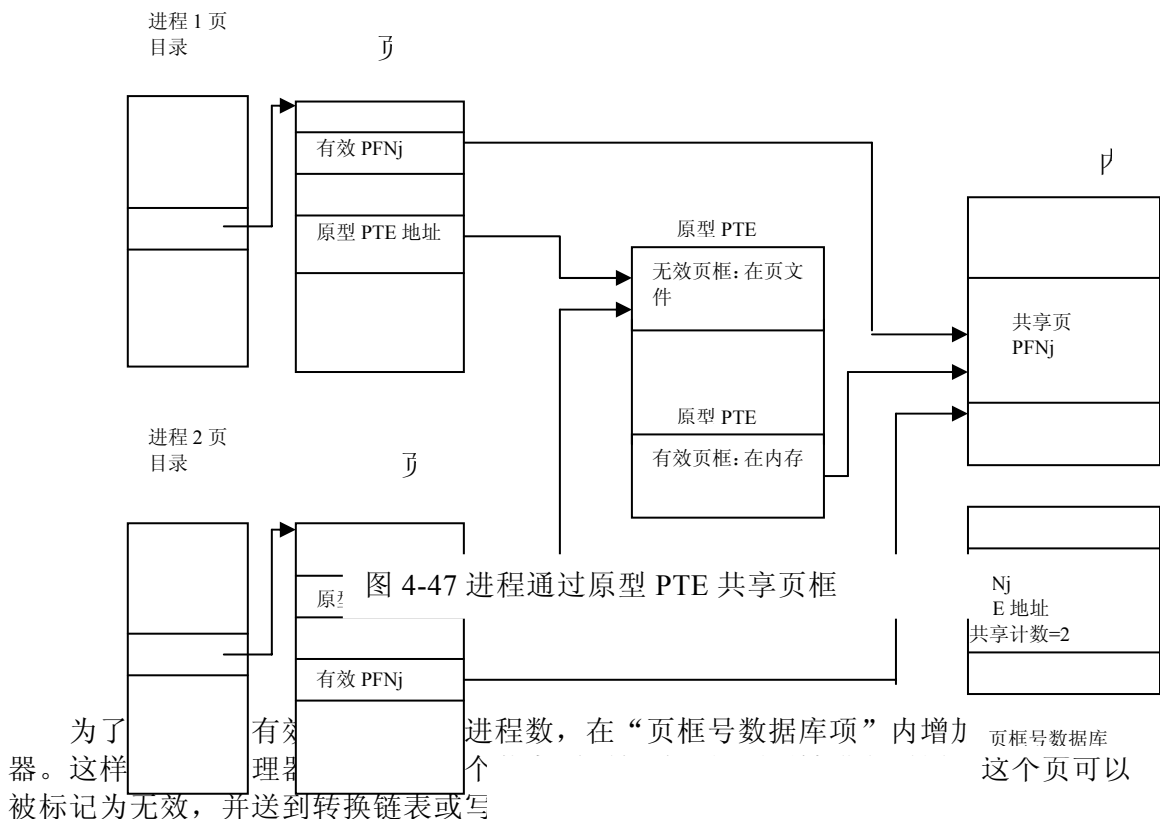 进程 1 页
目录
有效 PFNj
原型 PTE 地址
原型 PTE
无效页框：在页文
件
共享页
PFNj
原型 PTE
有效页框：在内存
进程 2 页
目录
图 4-47 进程通过原型 PTE 共享页框
原
Nj
E 地址
共享计数=2
有效 PFNj
为了 有效 进程数，在“页框号数据库项”内增加
页框号数据库
器。这样 理器 个 这个页可以
被标记为无效，并送到转换链表或写